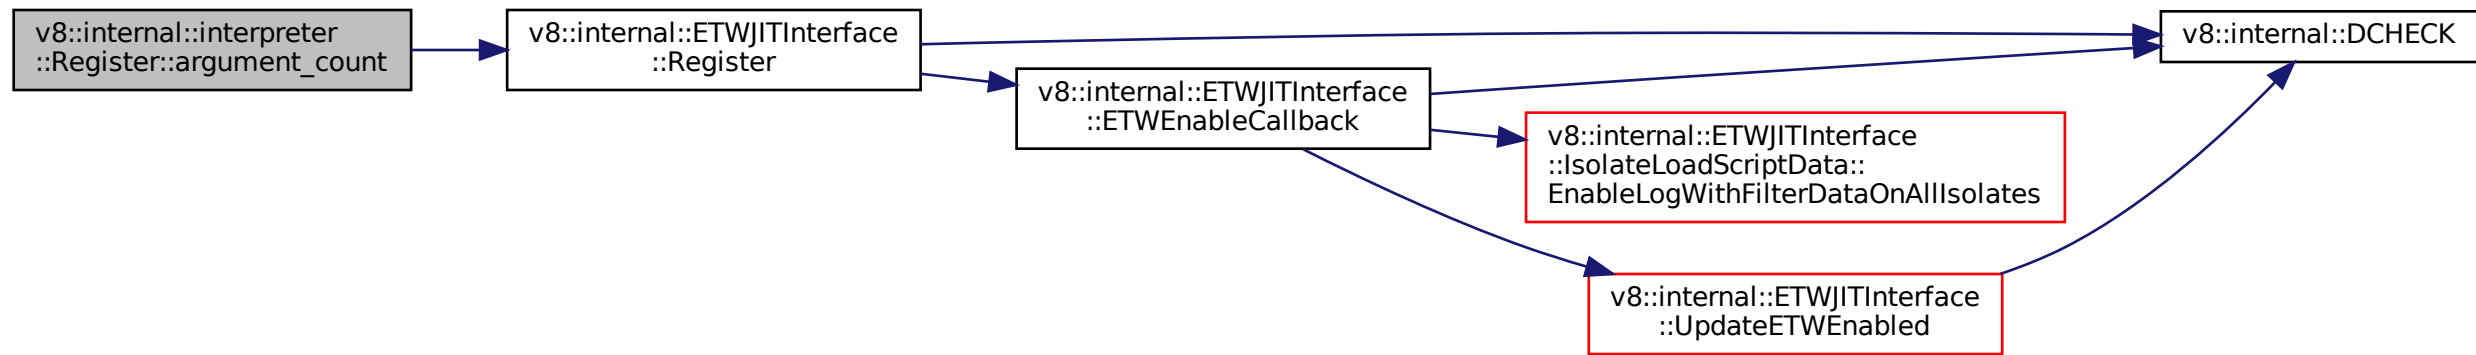 v8::internal::interpreter
::Register::argument_count
v8::internal::ETWJITInterface
::Register
v8::internal::DCHECK
v8::internal::ETWJITInterface
::ETWEnableCallback
v8::internal::ETWJITInterface
::IsolateLoadScriptData::
EnableLogWithFilterDataOnAllIsolates
v8::internal::ETWJITInterface
::UpdateETWEnabled